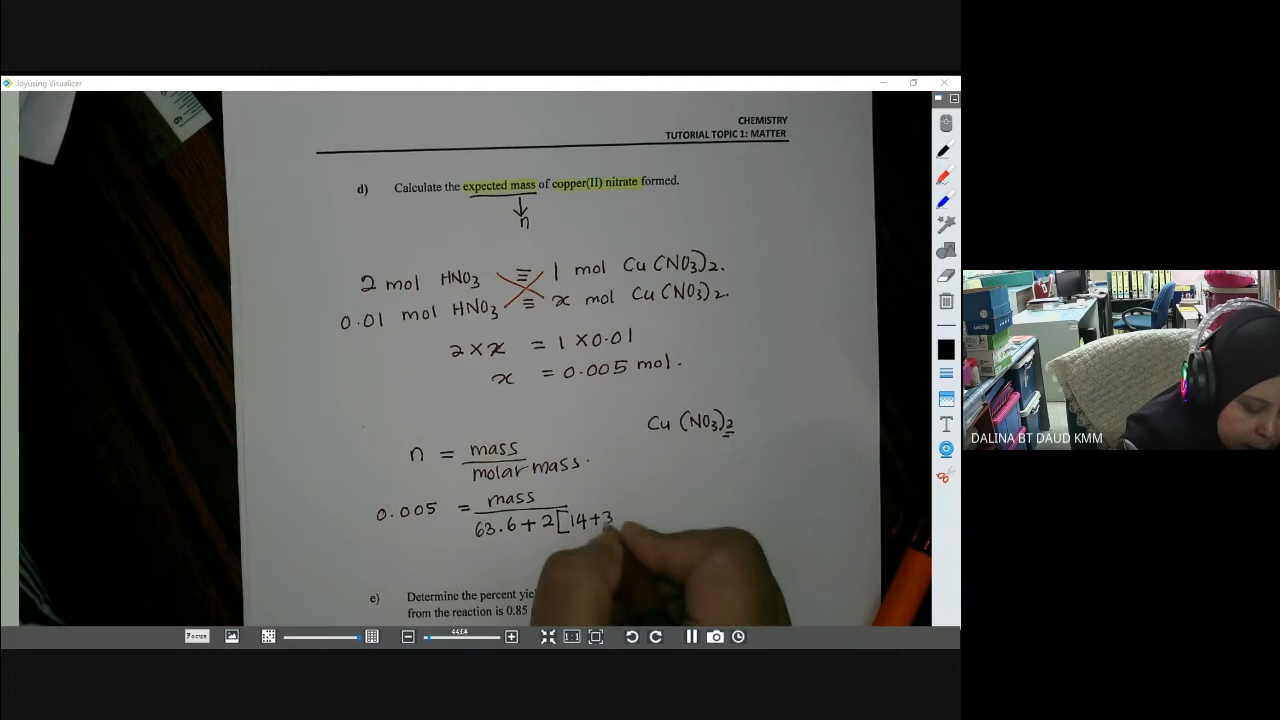 Joyusing Visualizer
CHEMISTRY
TUTORIAL TOPIC 1: MATTER
d) Calculate the expected mass of copper(II) nitrate formed.
↓
n
2 mol HNO3 ≡ 1 mol Cu(NO3)2.
0.01 mol HNO3 ≡ x mol Cu(NO3)2.
2 × x = 1 × 0.01
x = 0.005 mol.
Cu(NO3)2
n = mass
molar mass.
0.005 = mass
63.6 + 2[14+3
e) Determine the percent
from the reaction is 0.85
DALINA BT DAUD KMM
Focus
1:1
T